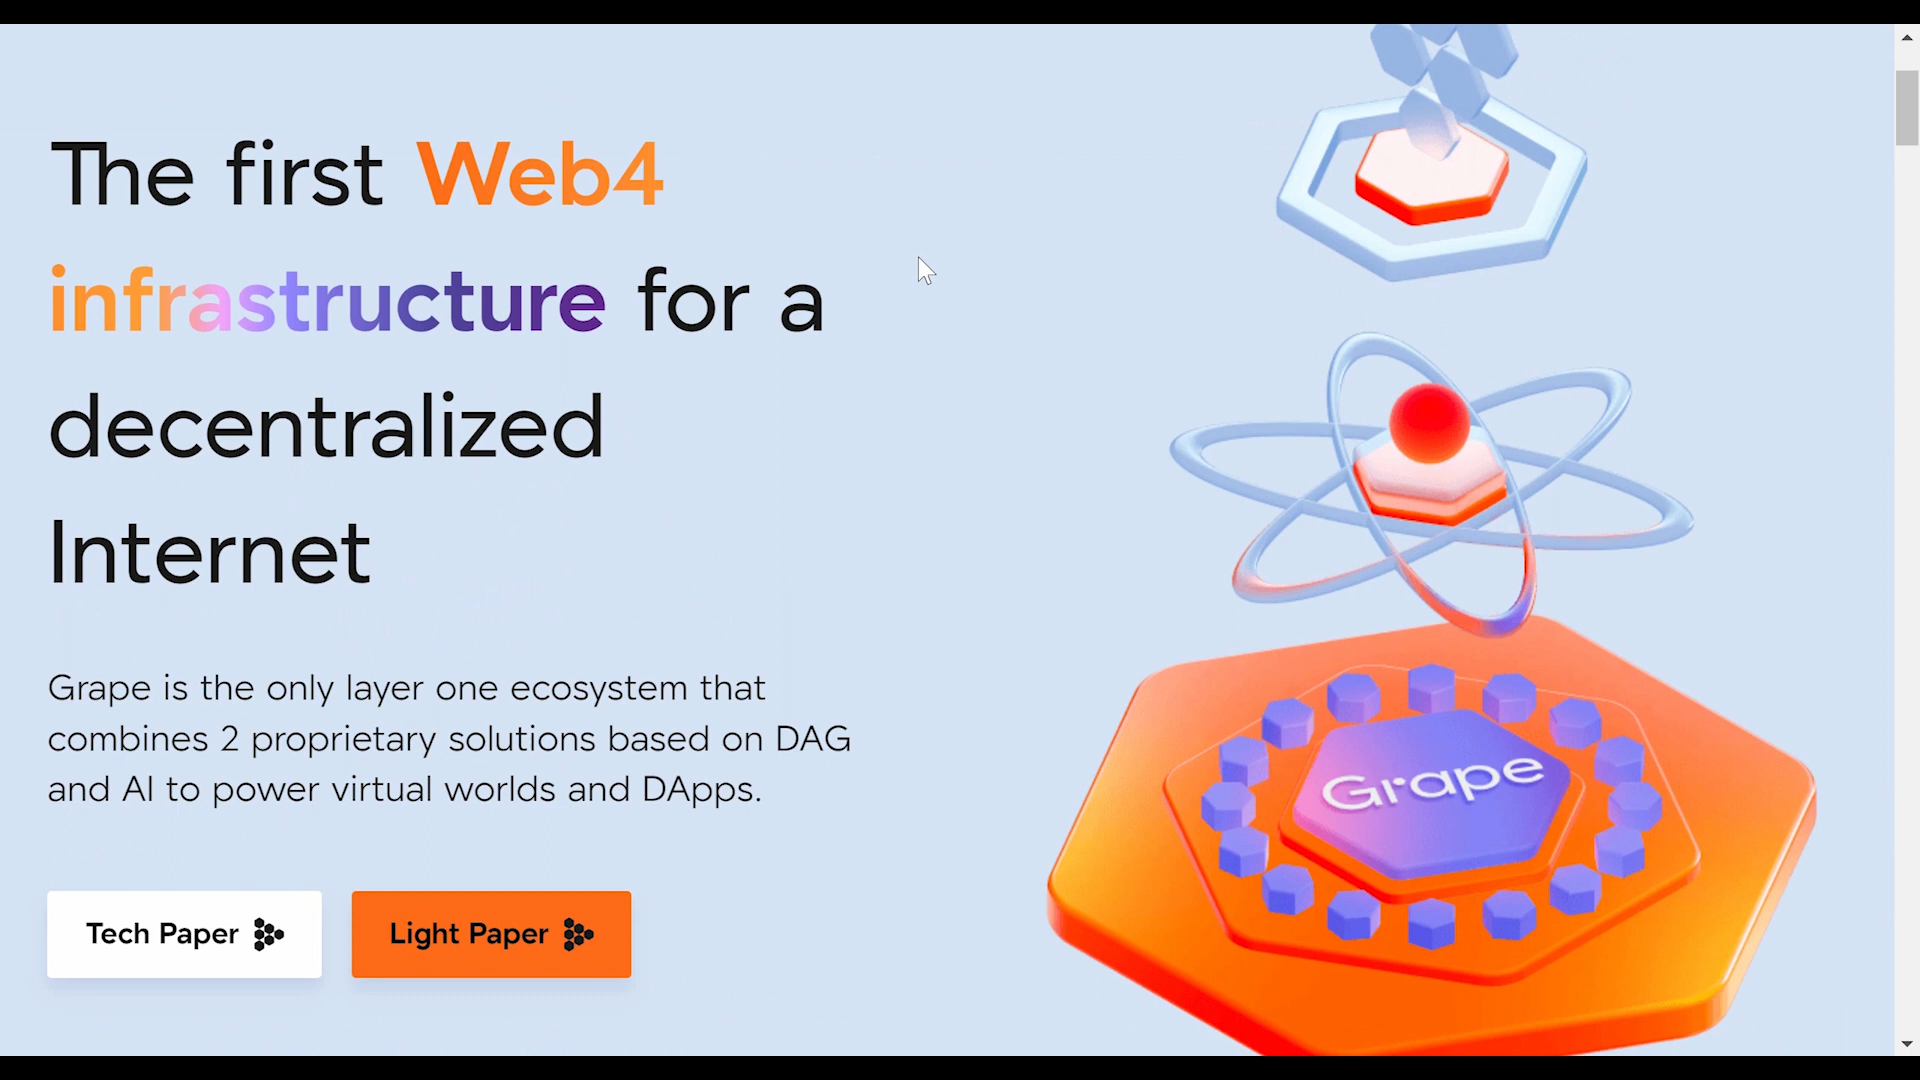 The first Web4
infrastructure for a
decentralized
Internet
Grape is the only layer one ecosystem that
combines 2 proprietary solutions based on DAG
and AI to power virtual worlds and DApps.
Tech Paper
Light Paper
Grape